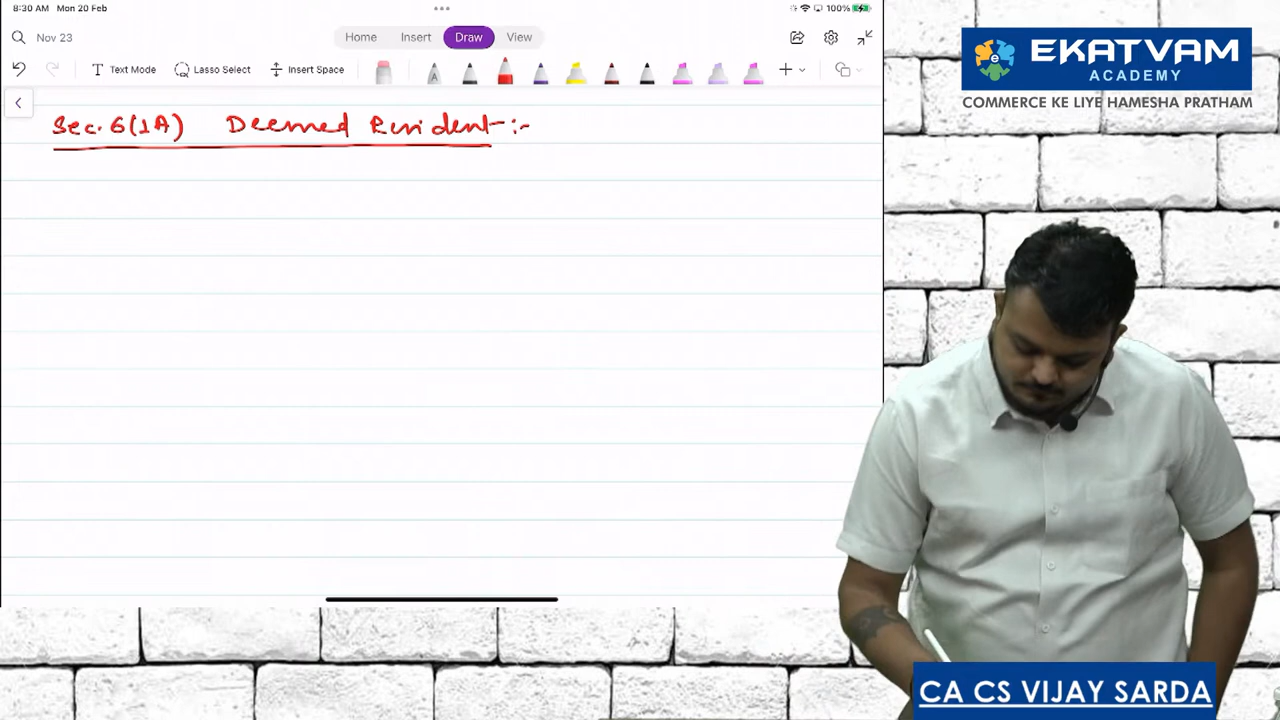 8:30 AM Mon 20 Feb
100%
Nov 23
Home Insert Draw View
Text Mode Lasso Select Insert Space
Sec. 6(1A) Deemed Resident :-
EKATVAM
ACADEMY
COMMERCE KE LIYE HAMESHA PRATHAM
CA CS VIJAY SARDA